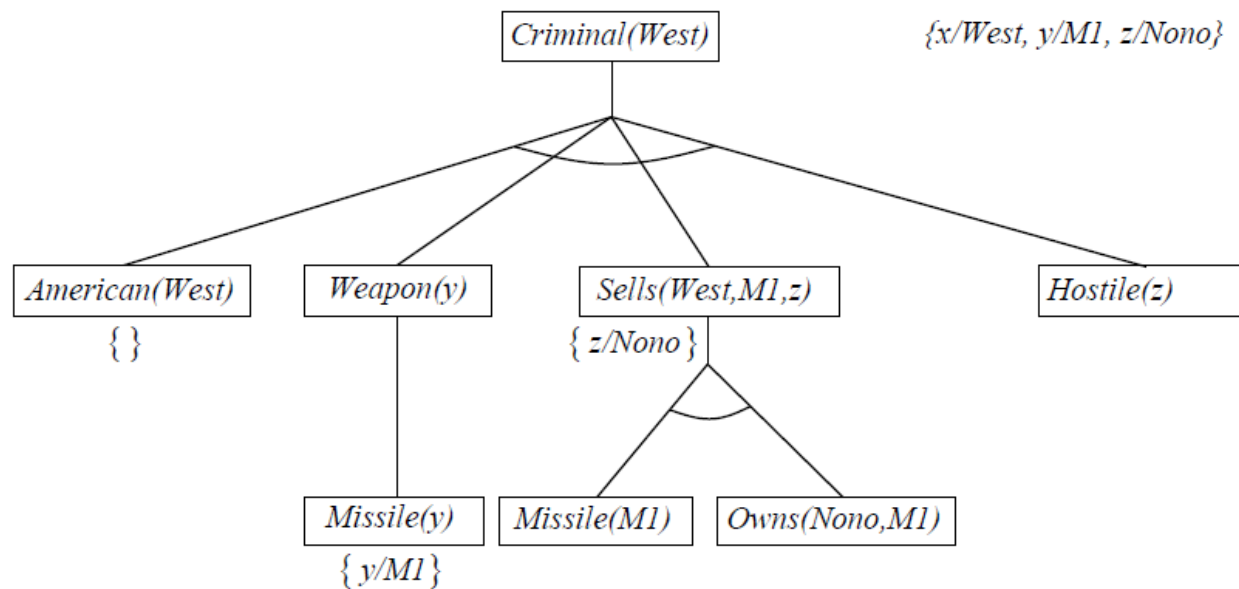 Criminal(West)
{x/West, y/M1, z/Nono}
American(West)
Weapon(y)
Sells(West,M1,z)
Hostile(z)
{ }
{ z/Nono }
Missile(y)
Missile(M1)
Owns(Nono,M1)
{ y/M1}